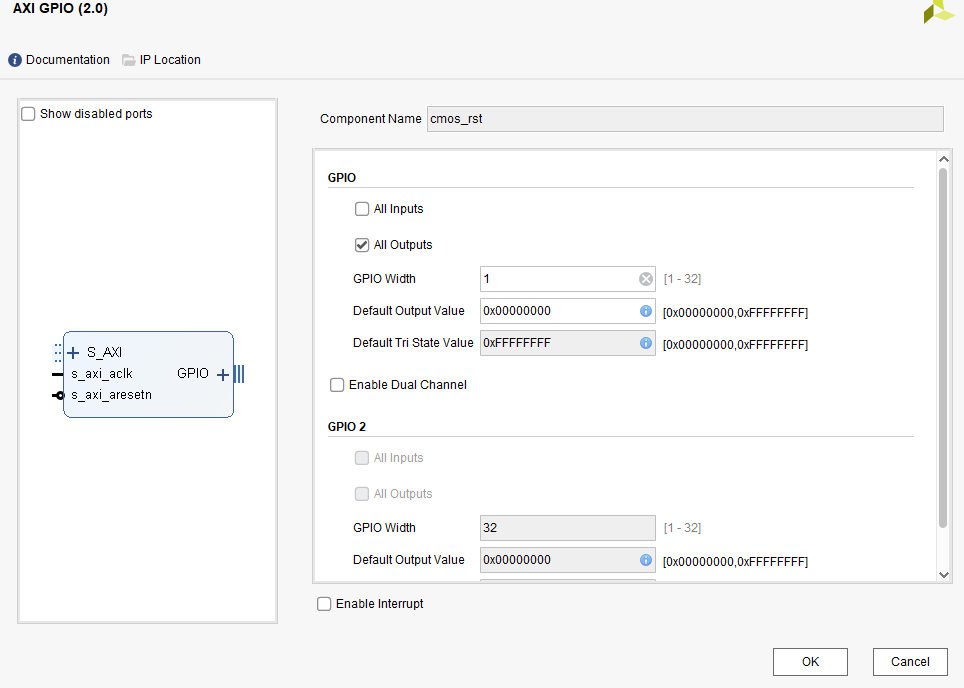 AXI GPIO (2.0)
Documentation IP Location
Show disabled ports
S_AXI
s_axi_aclk
s_axi_aresetn
GPIO
Component Name cmos_rst
GPIO
All Inputs
All Outputs
GPIO Width 1 [1 - 32]
Default Output Value 0x00000000 [0x00000000,0xFFFFFFFF]
Default Tri State Value 0xFFFFFFFF [0x00000000,0xFFFFFFFF]
Enable Dual Channel
GPIO 2
All Inputs
All Outputs
GPIO Width 32 [1 - 32]
Default Output Value 0x00000000 [0x00000000,0xFFFFFFFF]
Enable Interrupt
OK Cancel